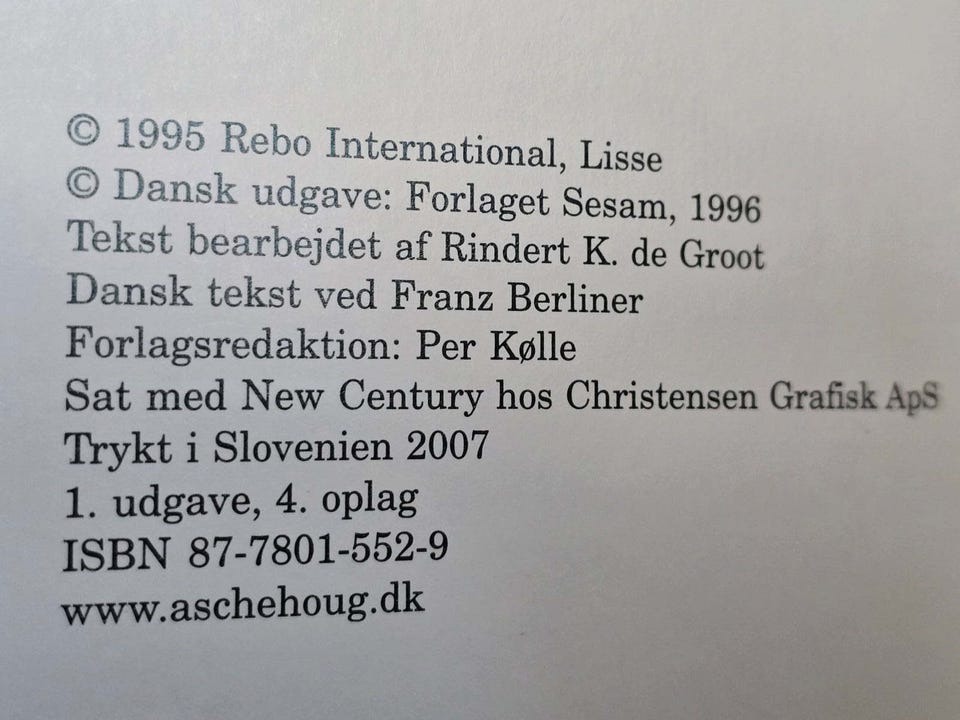 © 1995 Rebo International, Lisse
© Dansk udgave: Forlaget Sesam, 1996
Tekst bearbejdet af Rindert K. de Groot
Dansk tekst ved Franz Berliner
Forlagsredaktion: Per Kølle
Sat med New Century hos Christensen Grafisk ApS
Trykt i Slovenien 2007
1. udgave, 4. oplag
ISBN 87-7801-552-9
www.aschehoug.dk